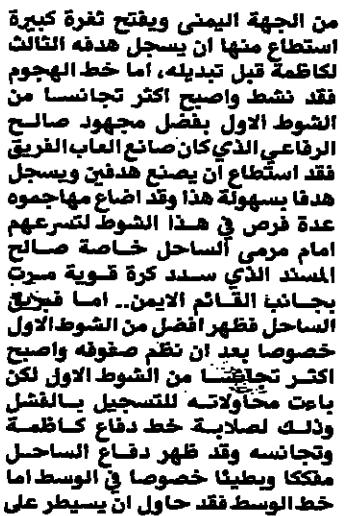 من الجهة اليمنى ويفتح ثغرة كبيرة
استطاع منها ان يسجل هدفه الثالث
لكاظمة قبل تبديله، اما خط الهجوم
فقد نشط واصبح اكثر تجانسا من
الشوط الاول بفضل مجهود صالح
الرفاعي الذي كان صانع العاب الفريق
فقد استطاع ان يصنع هدفين ويسجل
هدفا بسهولة هذا وقد اضاع مهاجموه
عدة فرص في هذا الشوط لتسرعهم
امام مرمى الساحل خاصة صالح
المسند الذي سدد كرة قوية مرت
بجانب القائم الايمن.. اما فريق
الساحل فظهر افضل من الشوط الاول
خصوصا بعد ان نظم صفوفه واصبح
اكثر تجانسا من الشوط الاول لكن
باءت محاولاته للتسجيل بالفشل
وذلك لصلابة خط دفاع كاظمة
وتجانسه وقد ظهر دفاع الساحل
مفككا وبطيئا خصوصا في الوسط اما
خط الوسط فقد حاول ان يسيطر على